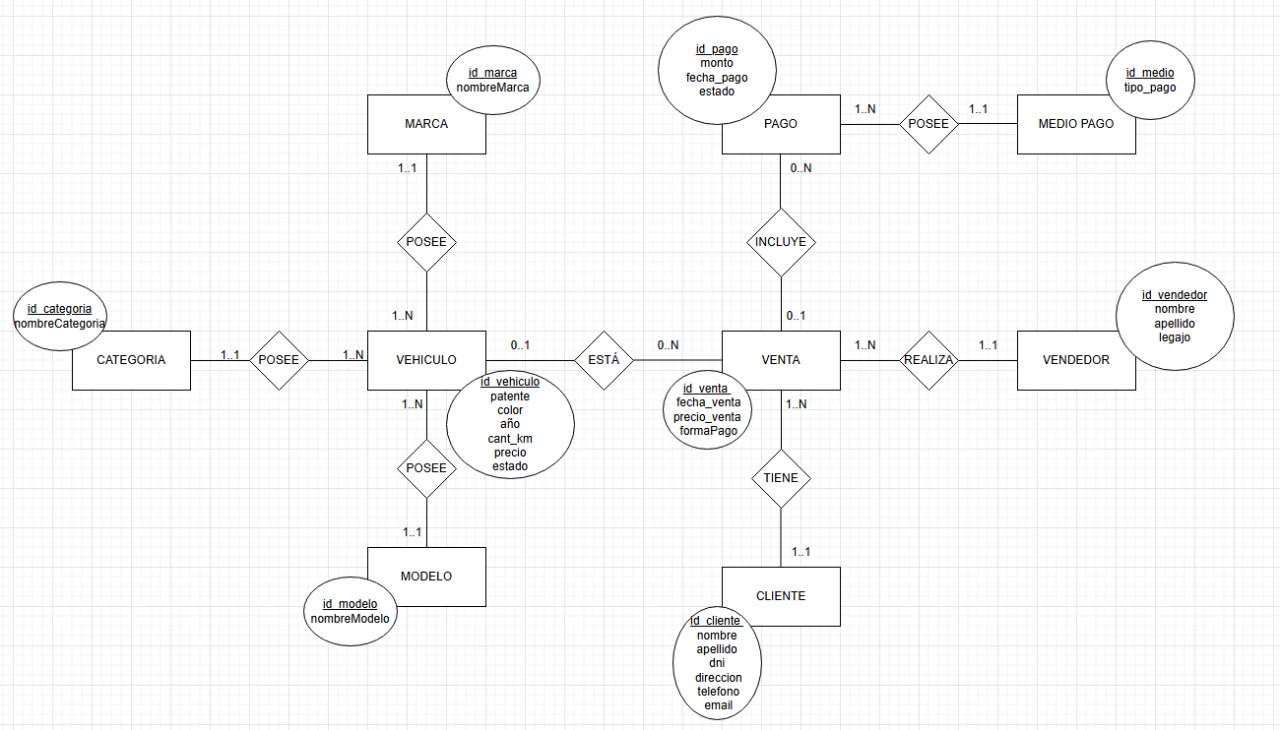 id_marca
nombreMarca
MARCA
1..1
POSEE
1..N
id_pago
monto
fecha_pago
estado
PAGO
1..N
POSEE
1..1
id_medio
tipo_pago
MEDIO PAGO
0..N
INCLUYE
0..1
id_categoria
nombreCategoria
CATEGORIA
1..1
POSEE
1..N
VEHICULO
0..1
ESTÁ
0..N
VENTA
1..N
REALIZA
1..1
id_vendedor
nombre
apellido
legajo
VENDEDOR
id_vehiculo
patente
color
año
cant_km
precio
estado
id_venta
fecha_venta
precio_venta
formaPago
1..N
POSEE
1..1
MODELO
id_modelo
nombreModelo
1..N
TIENE
1..1
CLIENTE
id_cliente
nombre
apellido
dni
direccion
telefono
email